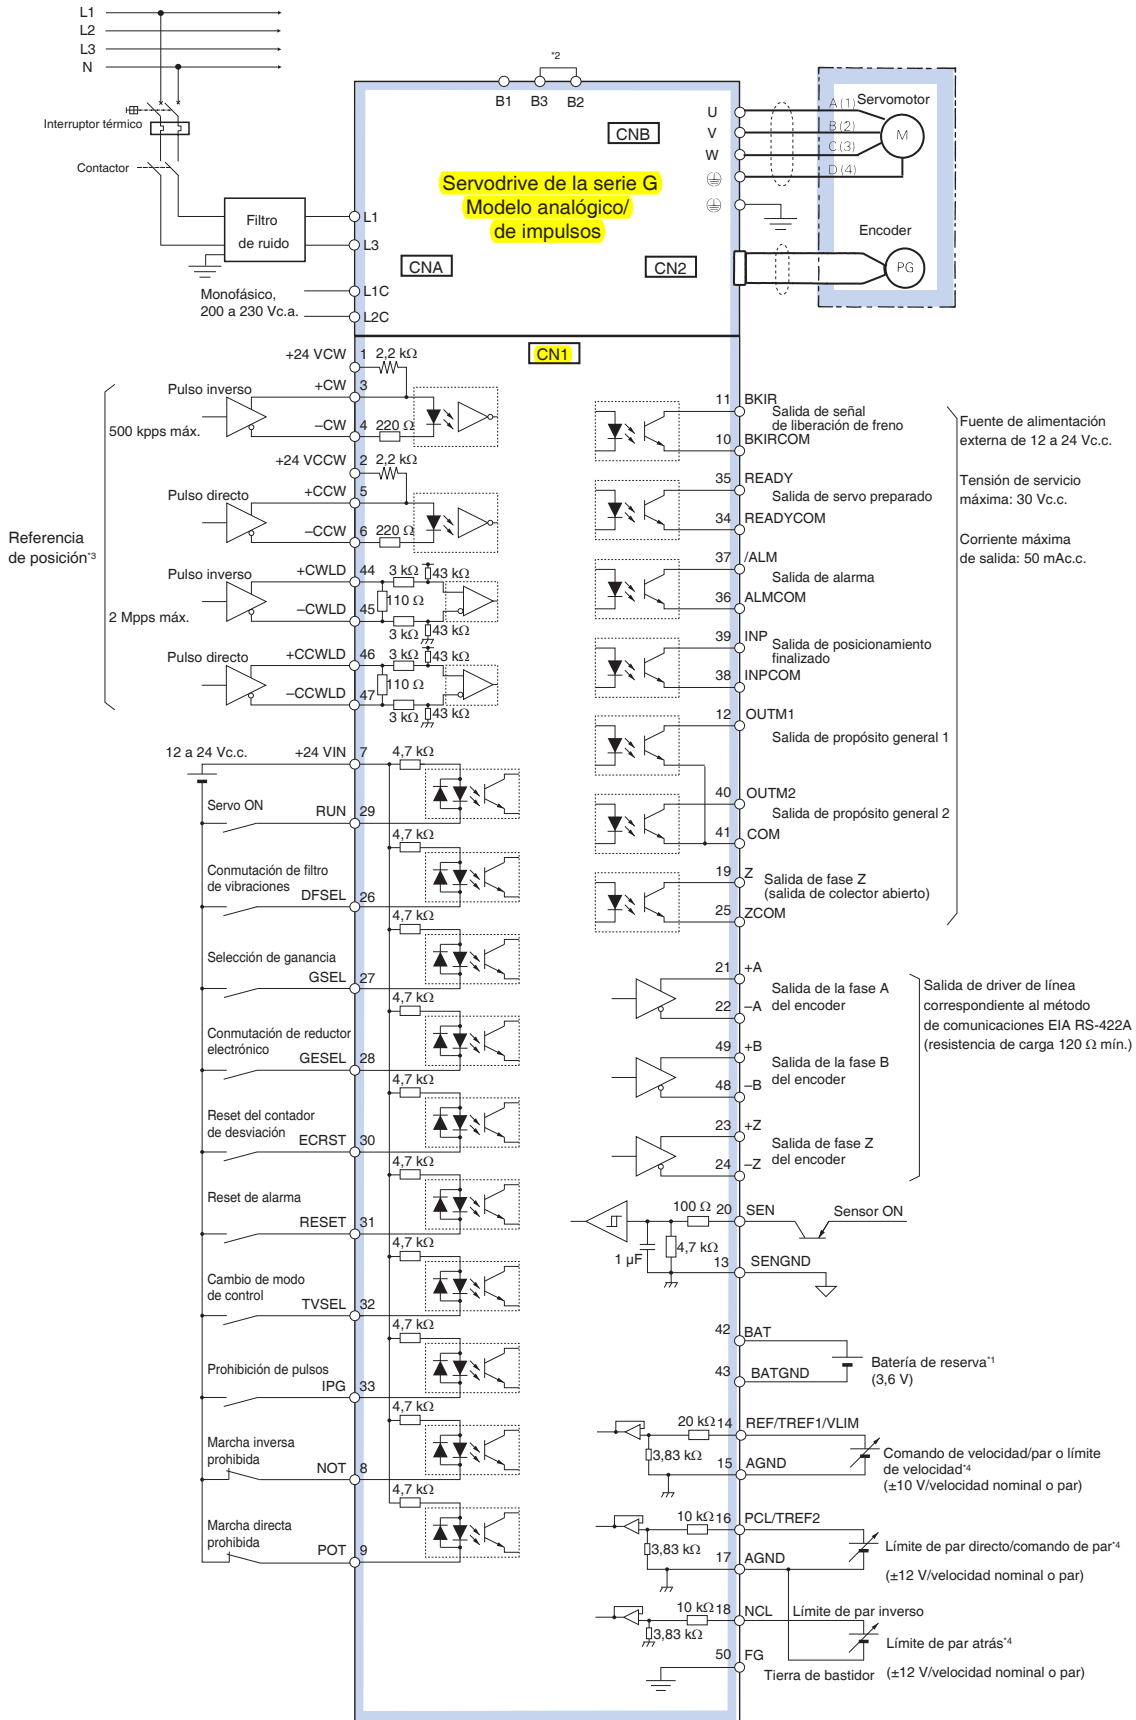 L1
L2
L3
N
Interruptor térmico
Contactor
Filtro
de ruido
L1
L3
Monofásico,
200 a 230 Vc.a.
L1C
L2C
*2
B1 B3 B2
CNB
Servodrive de la serie G
Modelo analógico/
de impulsos
CNA
CN2
U
V
W
A (1)
B (2)
C (3)
D (4)
Servomotor
M
Encoder
PG
CN1
Referencia
de posición*3
500 kpps máx.
2 Mpps máx.
+24 VCW 1 2,2 kΩ
Pulso inverso
+CW 3
–CW 4 220 Ω
+24 VCCW 2 2,2 kΩ
Pulso directo
+CCW 5
–CCW 6 220 Ω
Pulso inverso
+CWLD 44 3 kΩ 43 kΩ
110 Ω
–CWLD 45
3 kΩ 43 kΩ
Pulso directo
+CCWLD 46 3 kΩ 43 kΩ
110 Ω
–CCWLD 47
3 kΩ 43 kΩ
12 a 24 Vc.c.
+24 VIN 7 4,7 kΩ
Servo ON
RUN 29
4,7 kΩ
Conmutación de filtro
de vibraciones
DFSEL 26
4,7 kΩ
Selección de ganancia
GSEL 27
4,7 kΩ
Conmutación de reductor
electrónico
GESEL 28
4,7 kΩ
Reset del contador
de desviación
ECRST 30
4,7 kΩ
Reset de alarma
RESET 31
4,7 kΩ
Cambio de modo
de control
TVSEL 32
4,7 kΩ
Prohibición de pulsos
IPG 33
4,7 kΩ
Marcha inversa
prohibida
NOT 8
4,7 kΩ
Marcha directa
prohibida
POT 9
11 BKIR
Salida de señal
de liberación de freno
10 BKIRCOM
35 READY
Salida de servo preparado
34 READYCOM
37 /ALM
Salida de alarma
36 ALMCOM
39 INP
Salida de posicionamiento
finalizado
38 INPCOM
12 OUTM1
Salida de propósito general 1
40 OUTM2
Salida de propósito general 2
41 COM
19 Z
Salida de fase Z
(salida de colector abierto)
25 ZCOM
Fuente de alimentación
externa de 12 a 24 Vc.c.
Tensión de servicio
máxima: 30 Vc.c.
Corriente máxima
de salida: 50 mAc.c.
21 +A
Salida de la fase A
del encoder
22 –A
49 +B
Salida de la fase B
del encoder
48 –B
23 +Z
Salida de fase Z
del encoder
24 –Z
Salida de driver de línea
correspondiente al método
de comunicaciones EIA RS-422A
(resistencia de carga 120 Ω mín.)
100 Ω 20 SEN
Sensor ON
1 µF
4,7 kΩ
13 SENGND
42 BAT
Batería de reserva*1
(3,6 V)
43 BATGND
20 kΩ 14 REF/TREF1/VLIM
3,83 kΩ
15 AGND
Comando de velocidad/par o límite
de velocidad*4
(±10 V/velocidad nominal o par)
10 kΩ 16 PCL/TREF2
3,83 kΩ
17 AGND
Límite de par directo/comando de par*4
(±12 V/velocidad nominal o par)
10 kΩ 18 NCL
Límite de par inverso
3,83 kΩ
Límite de par atrás*4
50 FG
Tierra de bastidor
(±12 V/velocidad nominal o par)